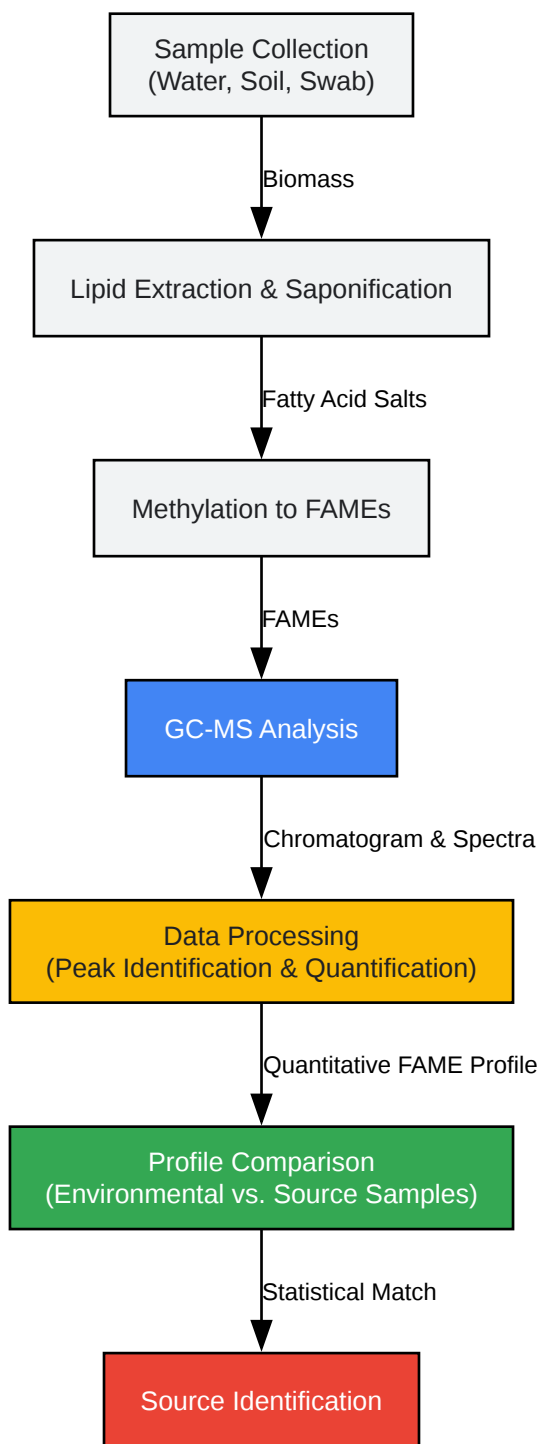 Sample Collection
(Water, Soil, Swab)
Biomass
Lipid Extraction & Saponification
Fatty Acid Salts
Methylation to FAMEs
FAMEs
GC-MS Analysis
Chromatogram & Spectra
Data Processing
(Peak Identification & Quantification)
Quantitative FAME Profile
Profile Comparison
(Environmental vs. Source Samples)
Statistical Match
Source Identification